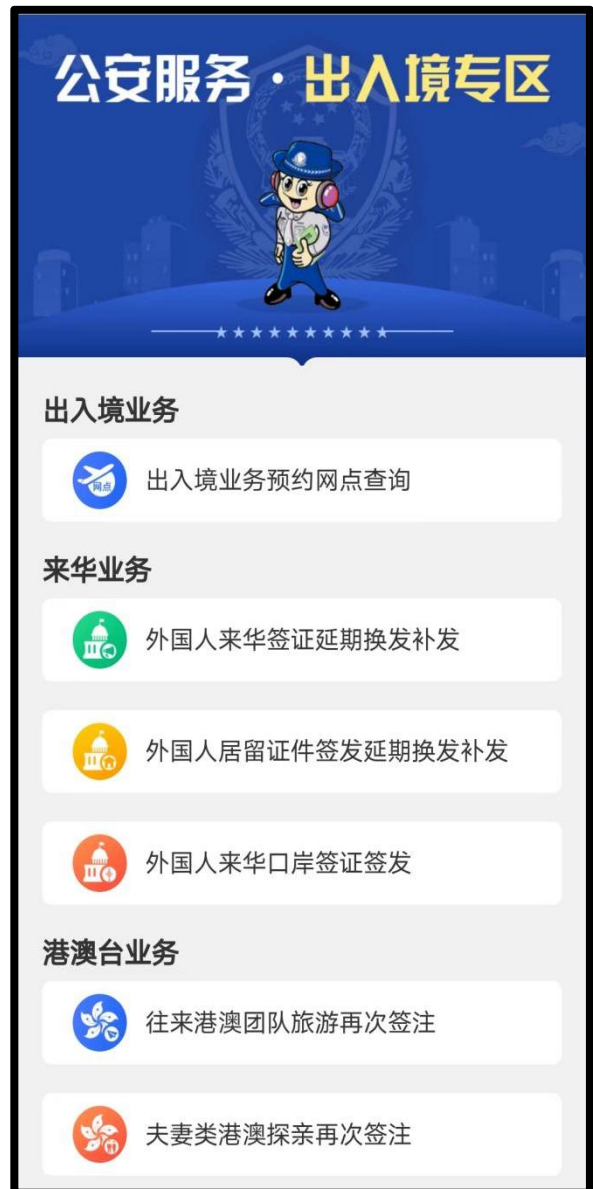 公安服务·出入境专区
出入境业务
网点
出入境业务预约网点查询
来华业务
外国人来华签证延期换发补发
外国人居留证件签发延期换发补发
外国人来华口岸签证签发
港澳台业务
往来港澳团队旅游再次签注
夫妻类港澳探亲再次签注